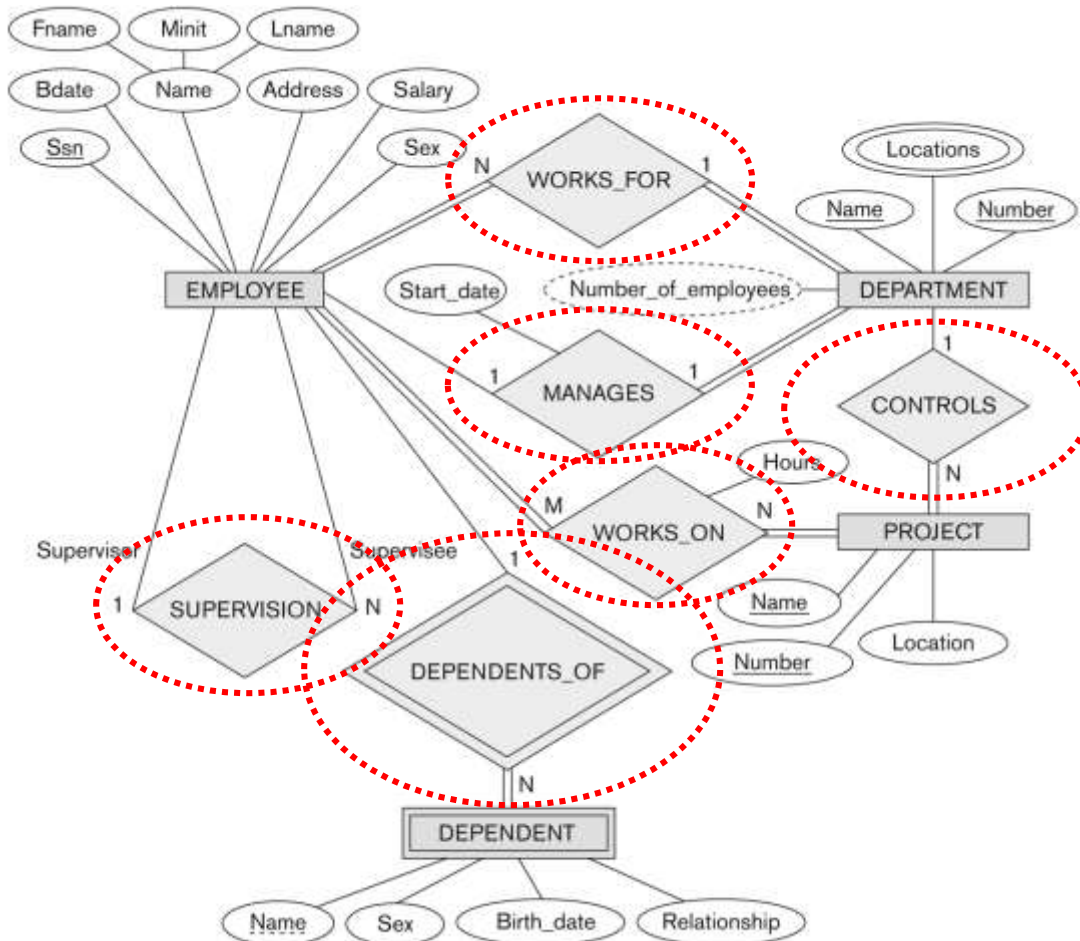 Fname
Minit
Lname
Bdate
Name
Address
Salary
Ssn
Sex
N
WORKS_FOR
1
Locations
Name
Number
EMPLOYEE
Start_date
Number_of_employees
DEPARTMENT
1
MANAGES
1
1
CONTROLS
N
Hours
M
WORKS_ON
N
PROJECT
Supervisor
Supervisee
1
SUPERVISION
N
1
Name
Number
Location
DEPENDENTS_OF
N
DEPENDENT
Name
Sex
Birth_date
Relationship